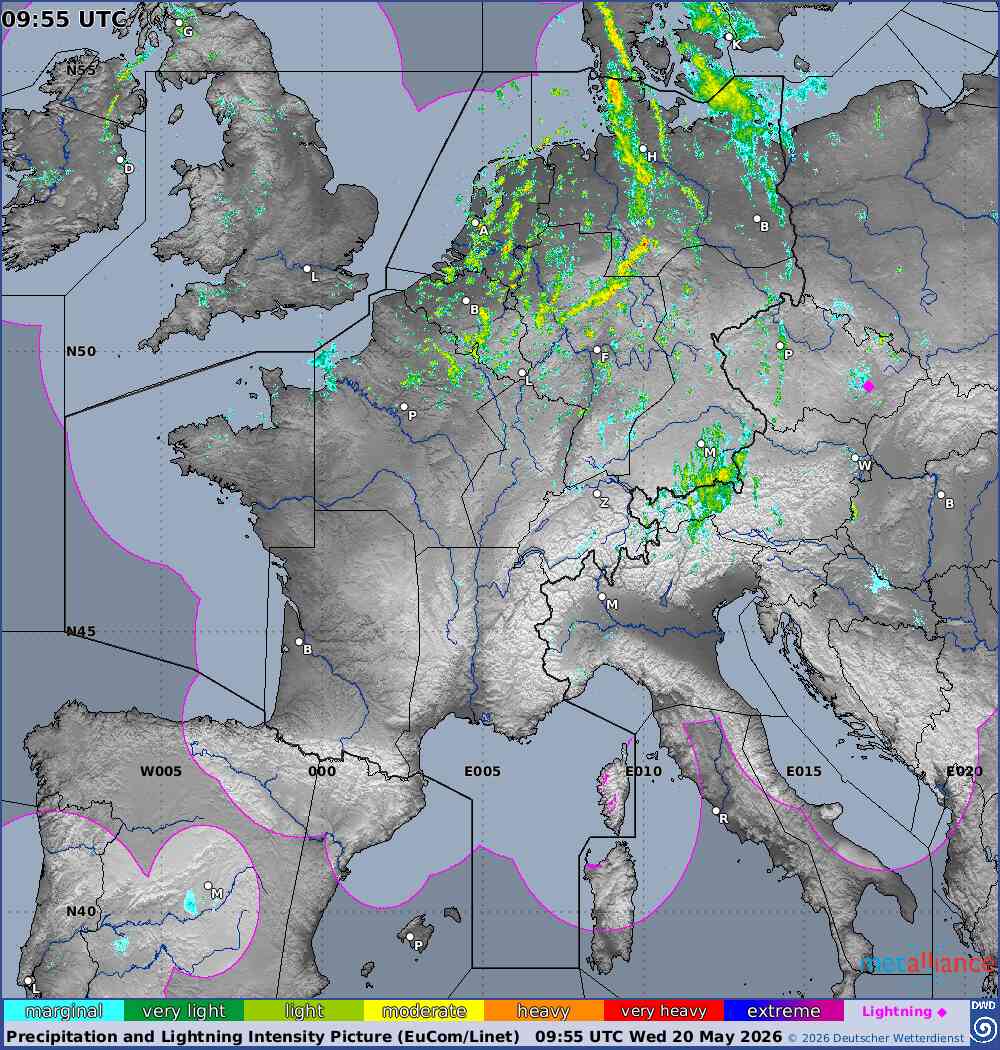 09:55 UTC
G
K
N55
H
D
A
B
L
B
N50
F
P
L
P
M
W
Z
B
M
N45
B
W005
000
E005
E010
E015
E020
R
M
N40
P
L
metalliance
marginal very light light moderate heavy very heavy extreme Lightning ◆ DWD
Precipitation and Lightning Intensity Picture (EuCom/Linet) 09:55 UTC Wed 20 May 2026 © 2026 Deutscher Wetterdienst